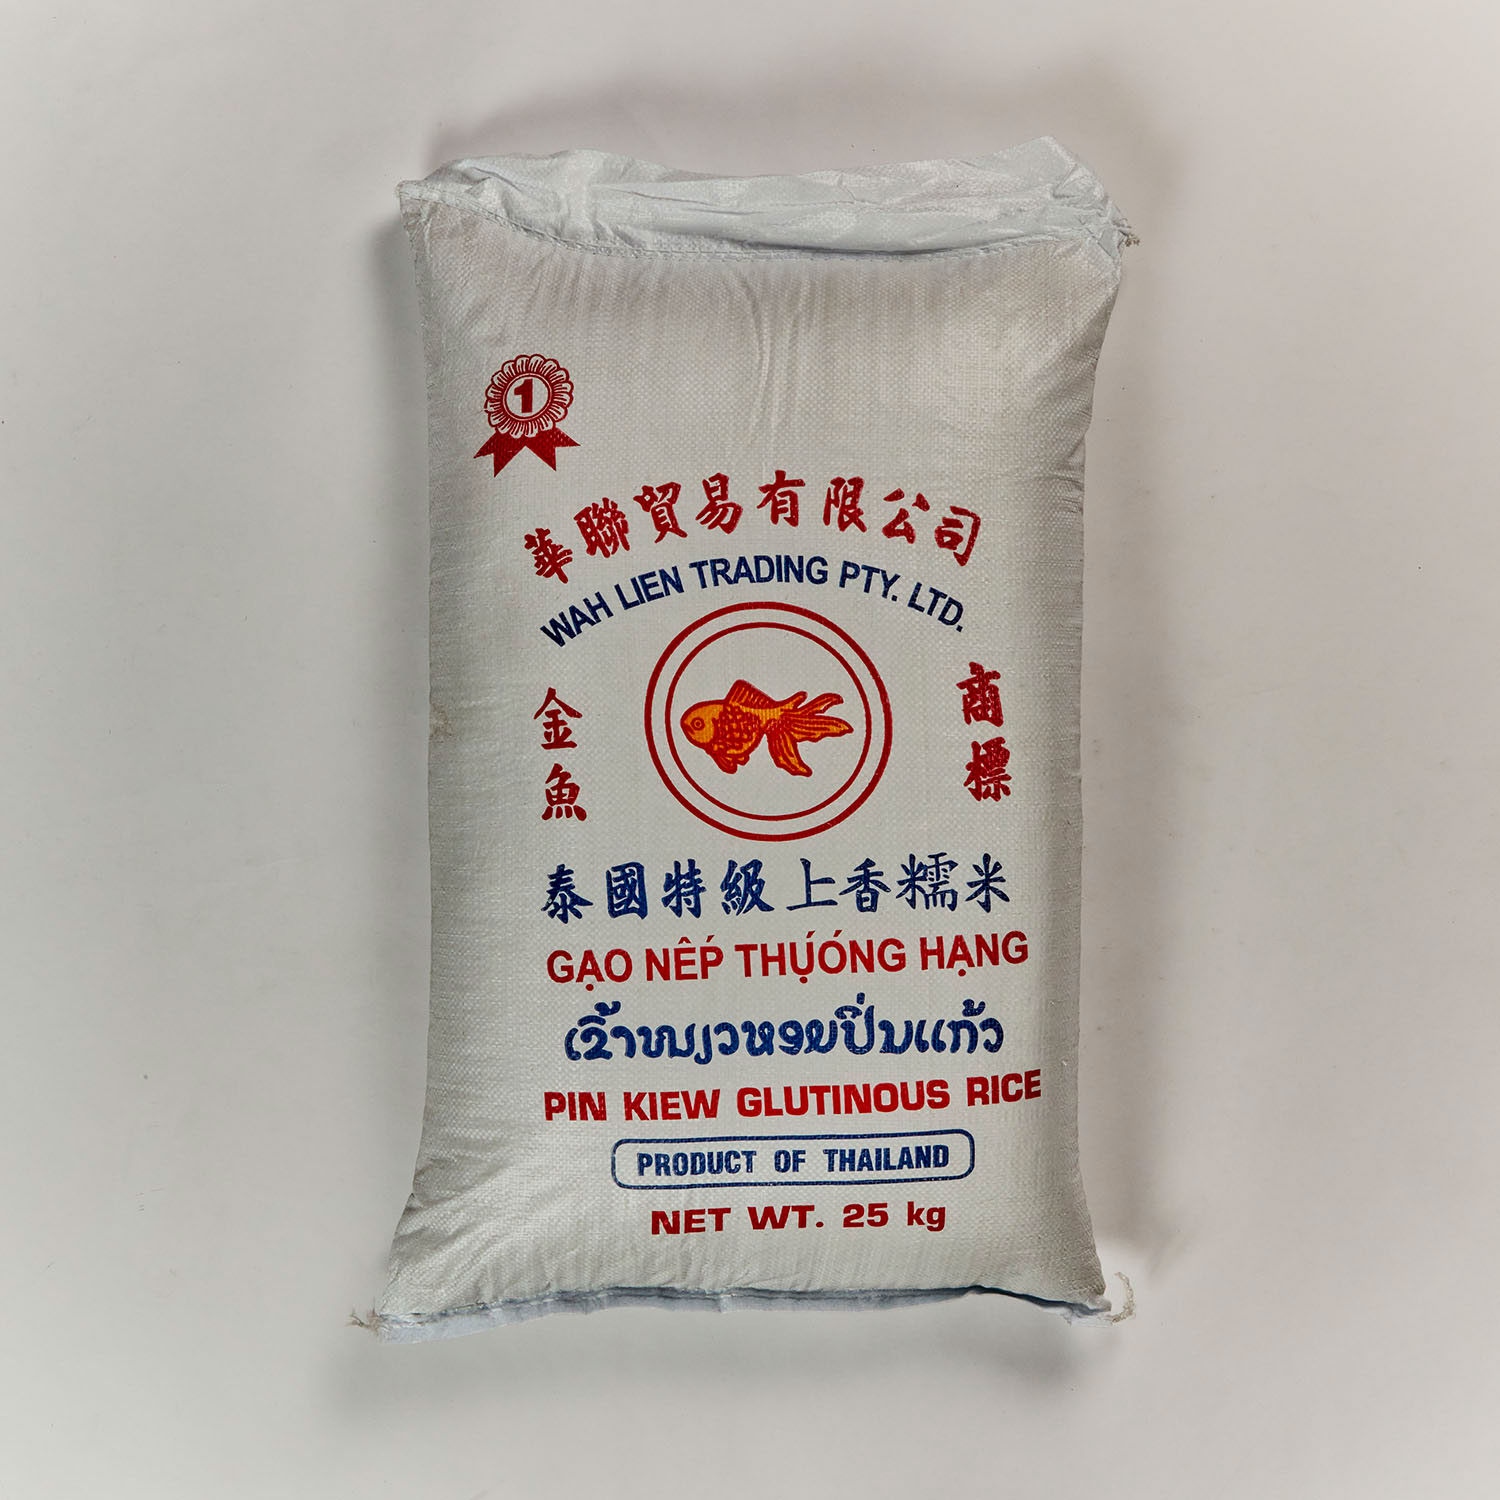 1
華聯貿易有限公司
WAH LIEN TRADING PTY. LTD.
金魚
商標
泰國特級上香糯米
GẠO NẾP THỰỚNG HẠNG
ເຂົ້າໜຽວຫອມປິ່ນແກ້ວ
PIN KIEW GLUTINOUS RICE
PRODUCT OF THAILAND
NET WT. 25 kg